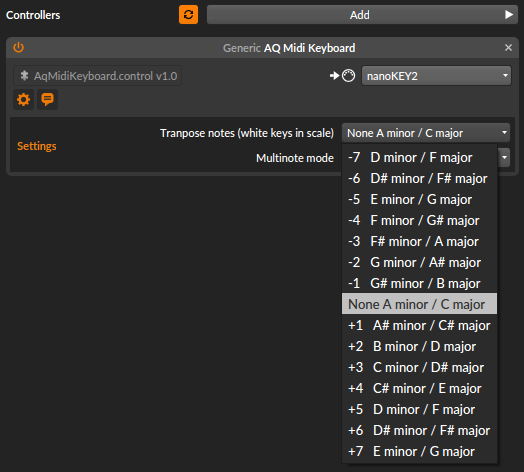 Controllers
Add
Generic AQ Midi Keyboard
AqMidiKeyboard.control v1.0
nanoKEY2
Settings
Tranpose notes (white keys in scale)
None A minor / C major
Multinote mode
-7 D minor / F major
-6 D# minor / F# major
-5 E minor / G major
-4 F minor / G# major
-3 F# minor / A major
-2 G minor / A# major
-1 G# minor / B major
None A minor / C major
+1 A# minor / C# major
+2 B minor / D major
+3 C minor / D# major
+4 C# minor / E major
+5 D minor / F major
+6 D# minor / F# major
+7 E minor / G major